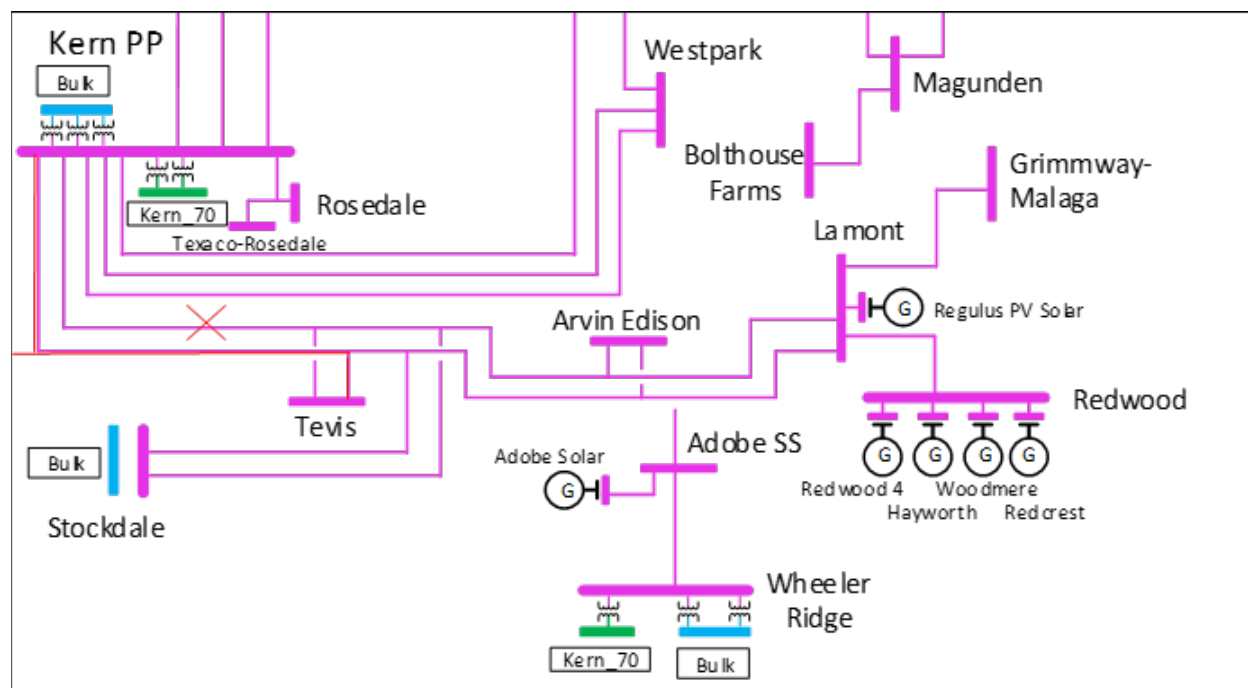 Kern PP
Bulk
Westpark
Magunden
Bolthouse
Farms
Grimmway-
Malaga
Rosedale
Kern_70
Texaco-Rosedale
Lamont
G
Regulus PV Solar
Arvin Edison
Tevis
Redwood
G
G
G
G
Redwood 4
Woodmere
Hayworth
Redcrest
Adobe SS
Adobe Solar
G
Bulk
Stockdale
Wheeler
Ridge
Kern_70
Bulk